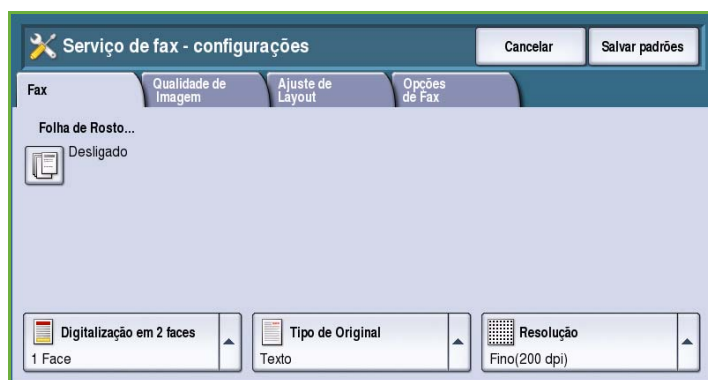 Serviço de fax - configurações
Cancelar
Salvar padrões
Fax
Qualidade de
Imagem
Ajuste de
Layout
Opções
de Fax
Folha de Rosto...
Desligado
Digitalização em 2 faces
1 Face
Tipo de Original
Texto
Resolução
Fino(200 dpi)